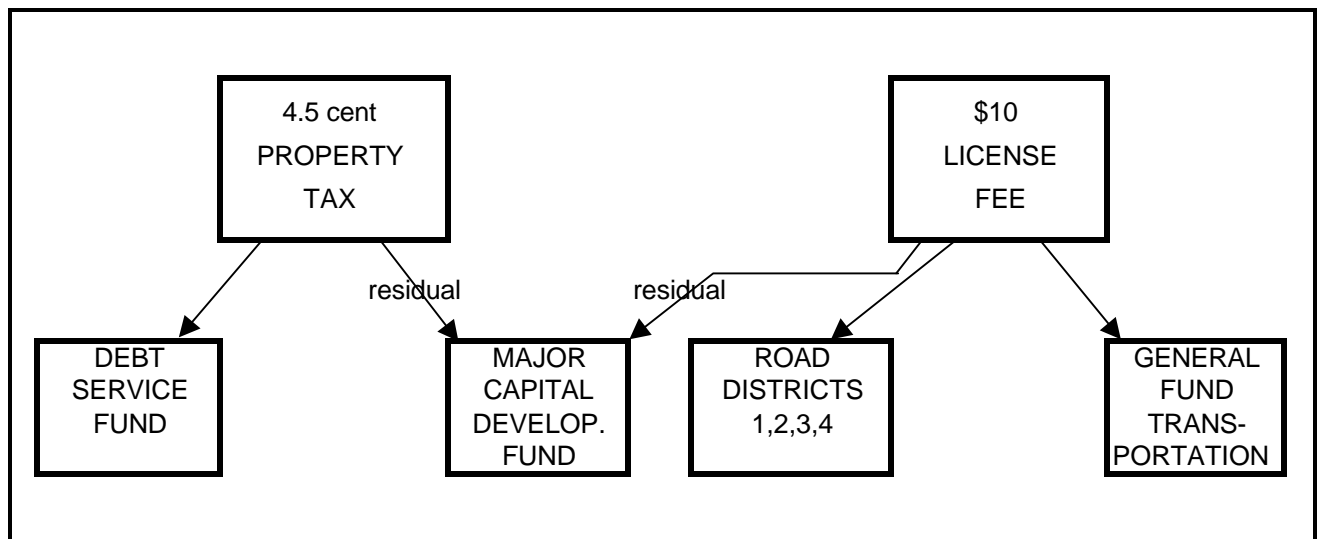 4.5 cent
PROPERTY
TAX
$10
LICENSE
FEE
residual
residual
DEBT
SERVICE
FUND
MAJOR
CAPITAL
DEVELOP.
FUND
ROAD
DISTRICTS
1,2,3,4
GENERAL
FUND
TRANS-
PORTATION